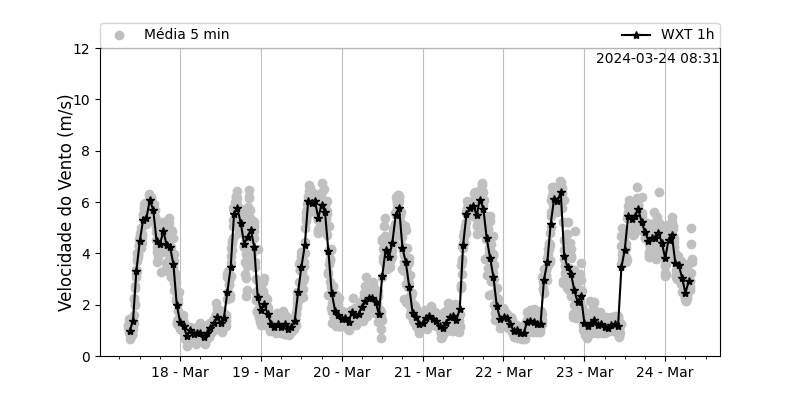 Média 5 min
WXT 1h
2024-03-24 08:31
Velocidade do Vento (m/s)
12
10
8
6
4
2
0
18 - Mar
19 - Mar
20 - Mar
21 - Mar
22 - Mar
23 - Mar
24 - Mar